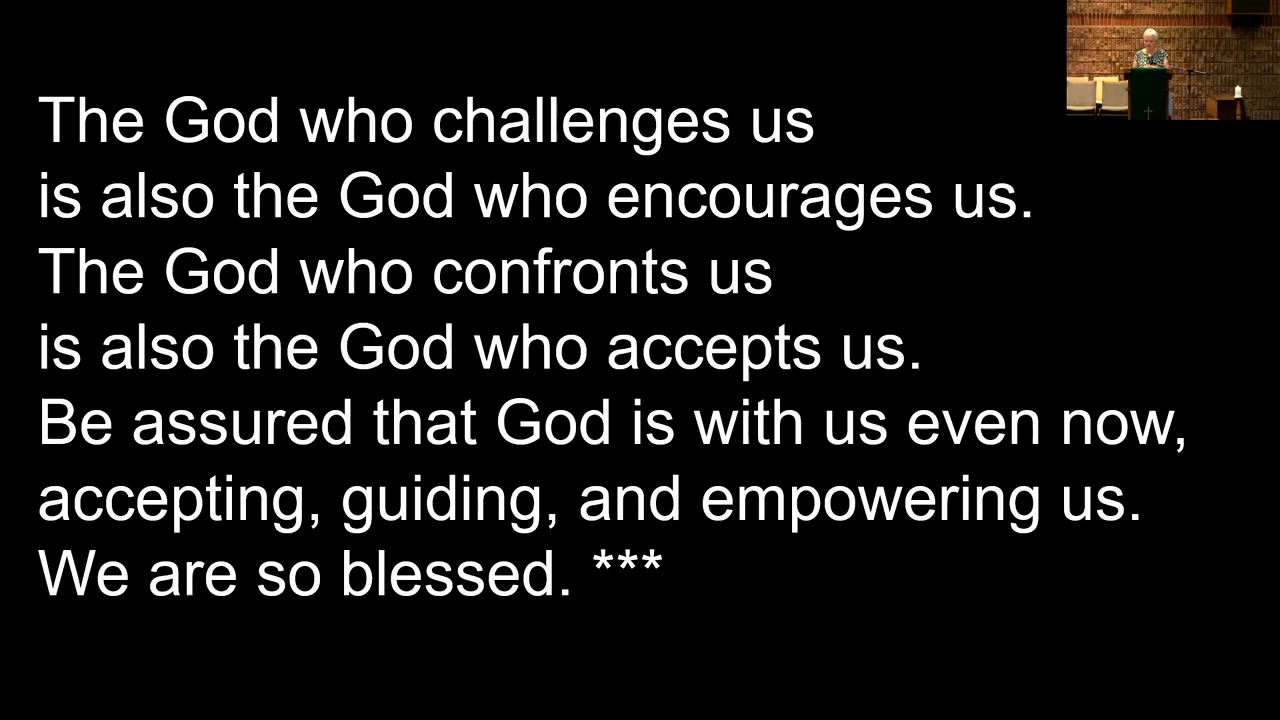 The God who challenges us
is also the God who encourages us.
The God who confronts us
is also the God who accepts us.
Be assured that God is with us even now,
accepting, guiding, and empowering us.
We are so blessed. ***